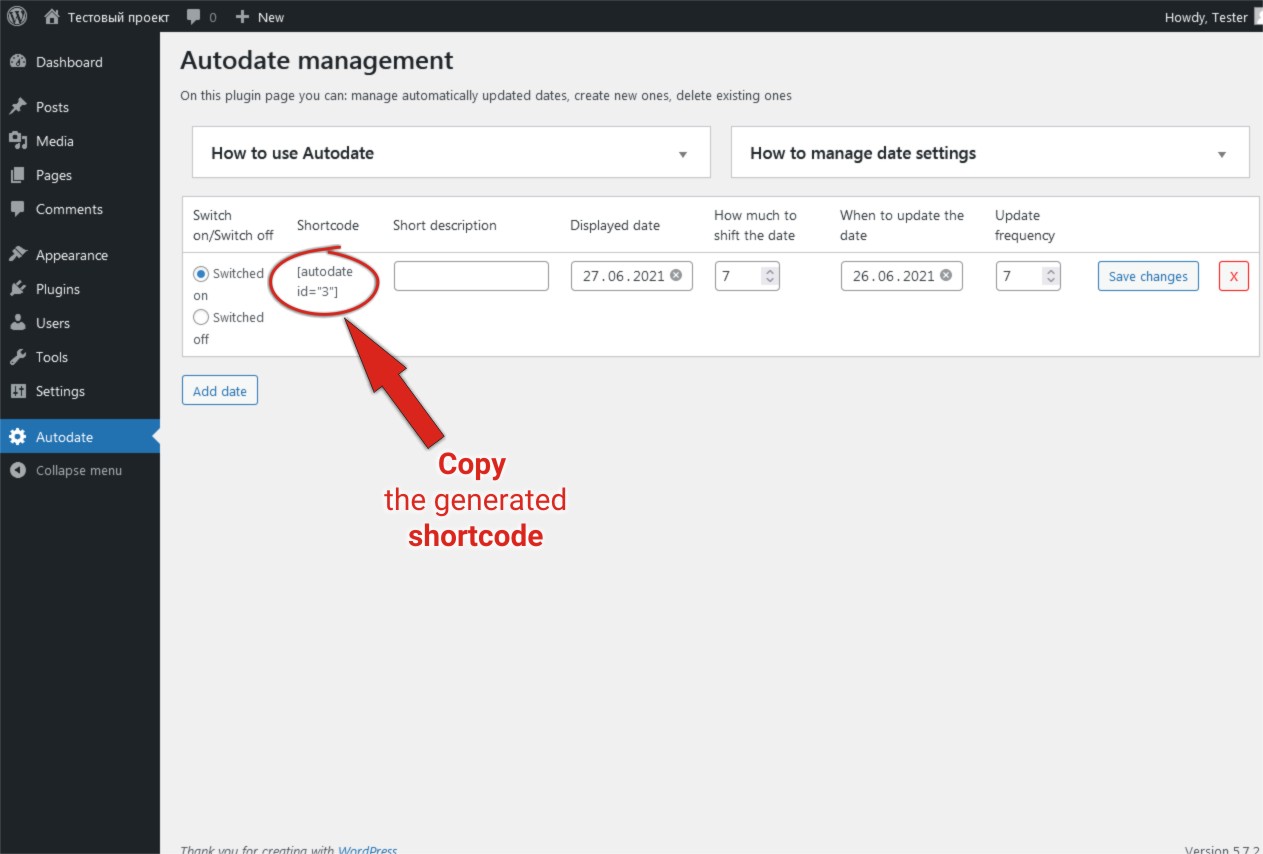 Тестовый проект
0
New
Howdy, Tester
Dashboard
Posts
Media
Pages
Comments
Appearance
Plugins
Users
Tools
Settings
Autodate
Collapse menu
Autodate management
On this plugin page you can: manage automatically updated dates, create new ones, delete existing ones
How to use Autodate
How to manage date settings
Switch
on/Switch off
Shortcode
Short description
Displayed date
How much to
shift the date
When to update the
date
Update
frequency
Switched
on
Switched
off
[autodate
id="3"]
27.06.2021
7
26.06.2021
7
Save changes
X
Add date
Copy
the generated
shortcode
Thank you for creating with WordPress
Version 5.7.2